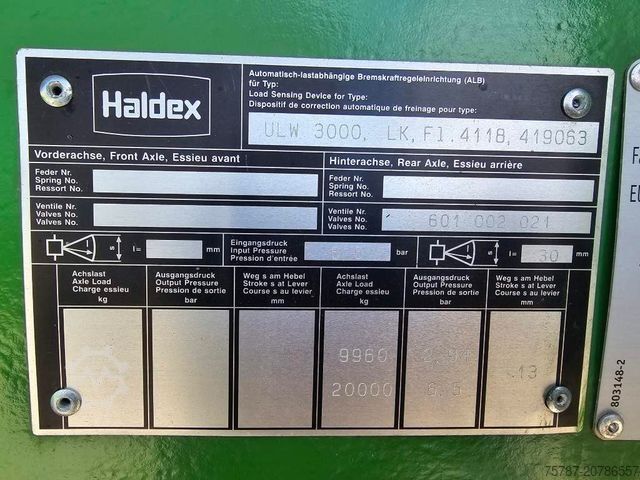 Haldex
Automatisch-lastabhängige Bremskraftregeleinrichtung (ALB)
für Typ:
Load Sensing Device for Type:
Dispositif de correction automatique de freinage pour type:
ULW 3000, LK, Fl.4118, 419063
Vorderachse, Front Axle, Essieu avant
Hinterachse, Rear Axle, Essieu arrière
Feder Nr.
Spring No.
Ressort No.
Feder Nr.
Spring No.
Ressort No.
Ventile Nr.
Valves No.
Valves No.
Ventile Nr.
Valves No.
Valves No.
601 002 021
s
l= mm
Eingangsdruck
Input Pressure
Pression d'entrée
bar
s
l= 30 mm
Achslast
Axle Load
Charge essieu
kg
Ausgangsdruck
Output Pressure
Pression de sortie
bar
Weg s am Hebel
Stroke s at Lever
Course s au levier
mm
Achslast
Axle Load
Charge essieu
kg
Ausgangsdruck
Output Pressure
Pression de sortie
bar
Weg s am Hebel
Stroke s at Lever
Course s au levier
mm
9960
13
20000 6.5
803148-2
75787-20786557